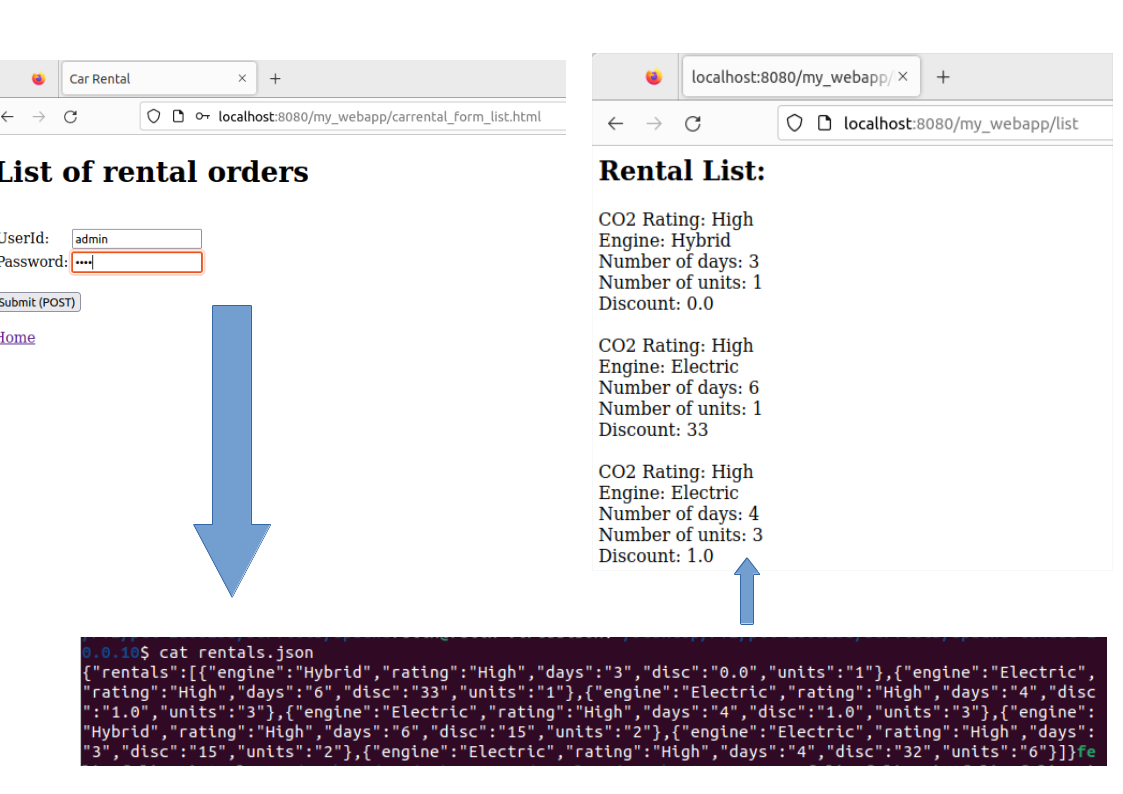 Car Rental
localhost:8080/my_webapp/carrental_form_list.html
List of rental orders
UserId: admin
Password: ••••
Submit (POST)
Home
localhost:8080/my_webapp/
localhost:8080/my_webapp/list
Rental List:
CO2 Rating: High
Engine: Hybrid
Number of days: 3
Number of units: 1
Discount: 0.0
CO2 Rating: High
Engine: Electric
Number of days: 6
Number of units: 1
Discount: 33
CO2 Rating: High
Engine: Electric
Number of days: 4
Number of units: 3
Discount: 1.0
0.0.10$ cat rentals.json
{"rentals":[{"engine":"Hybrid","rating":"High","days":"3","disc":"0.0","units":"1"},{"engine":"Electric",
"rating":"High","days":"6","disc":"33","units":"1"},{"engine":"Electric","rating":"High","days":"4","disc
":"1.0","units":"3"},{"engine":"Electric","rating":"High","days":"4","disc":"1.0","units":"3"},{"engine":
"Hybrid","rating":"High","days":"6","disc":"15","units":"2"},{"engine":"Electric","rating":"High","days":
"3","disc":"15","units":"2"},{"engine":"Electric","rating":"High","days":"4","disc":"32","units":"6"}]}fe